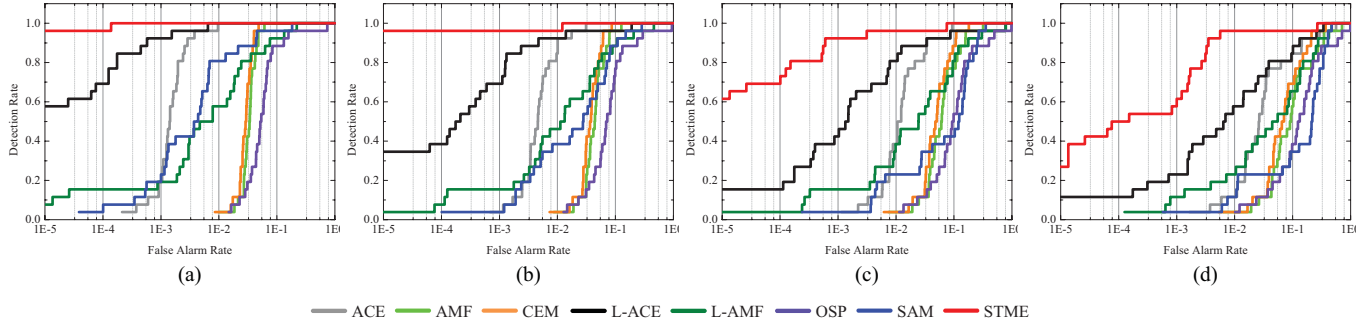 1.0
0.8
0.6
0.4
0.2
0.0
Detection Rate
1E-5 1E-4 1E-3 1E-2 1E-1 1E0
False Alarm Rate
(a)
1.0
0.8
0.6
0.4
0.2
0.0
Detection Rate
1E-5 1E-4 1E-3 1E-2 1E-1 1E0
False Alarm Rate
(b)
1.0
0.8
0.6
0.4
0.2
0.0
Detection Rate
1E-5 1E-4 1E-3 1E-2 1E-1 1E0
False Alarm Rate
(c)
1.0
0.8
0.6
0.4
0.2
0.0
Detection Rate
1E-5 1E-4 1E-3 1E-2 1E-1 1E0
False Alarm Rate
(d)
ACE AMF CEM L-ACE L-AMF OSP SAM STME